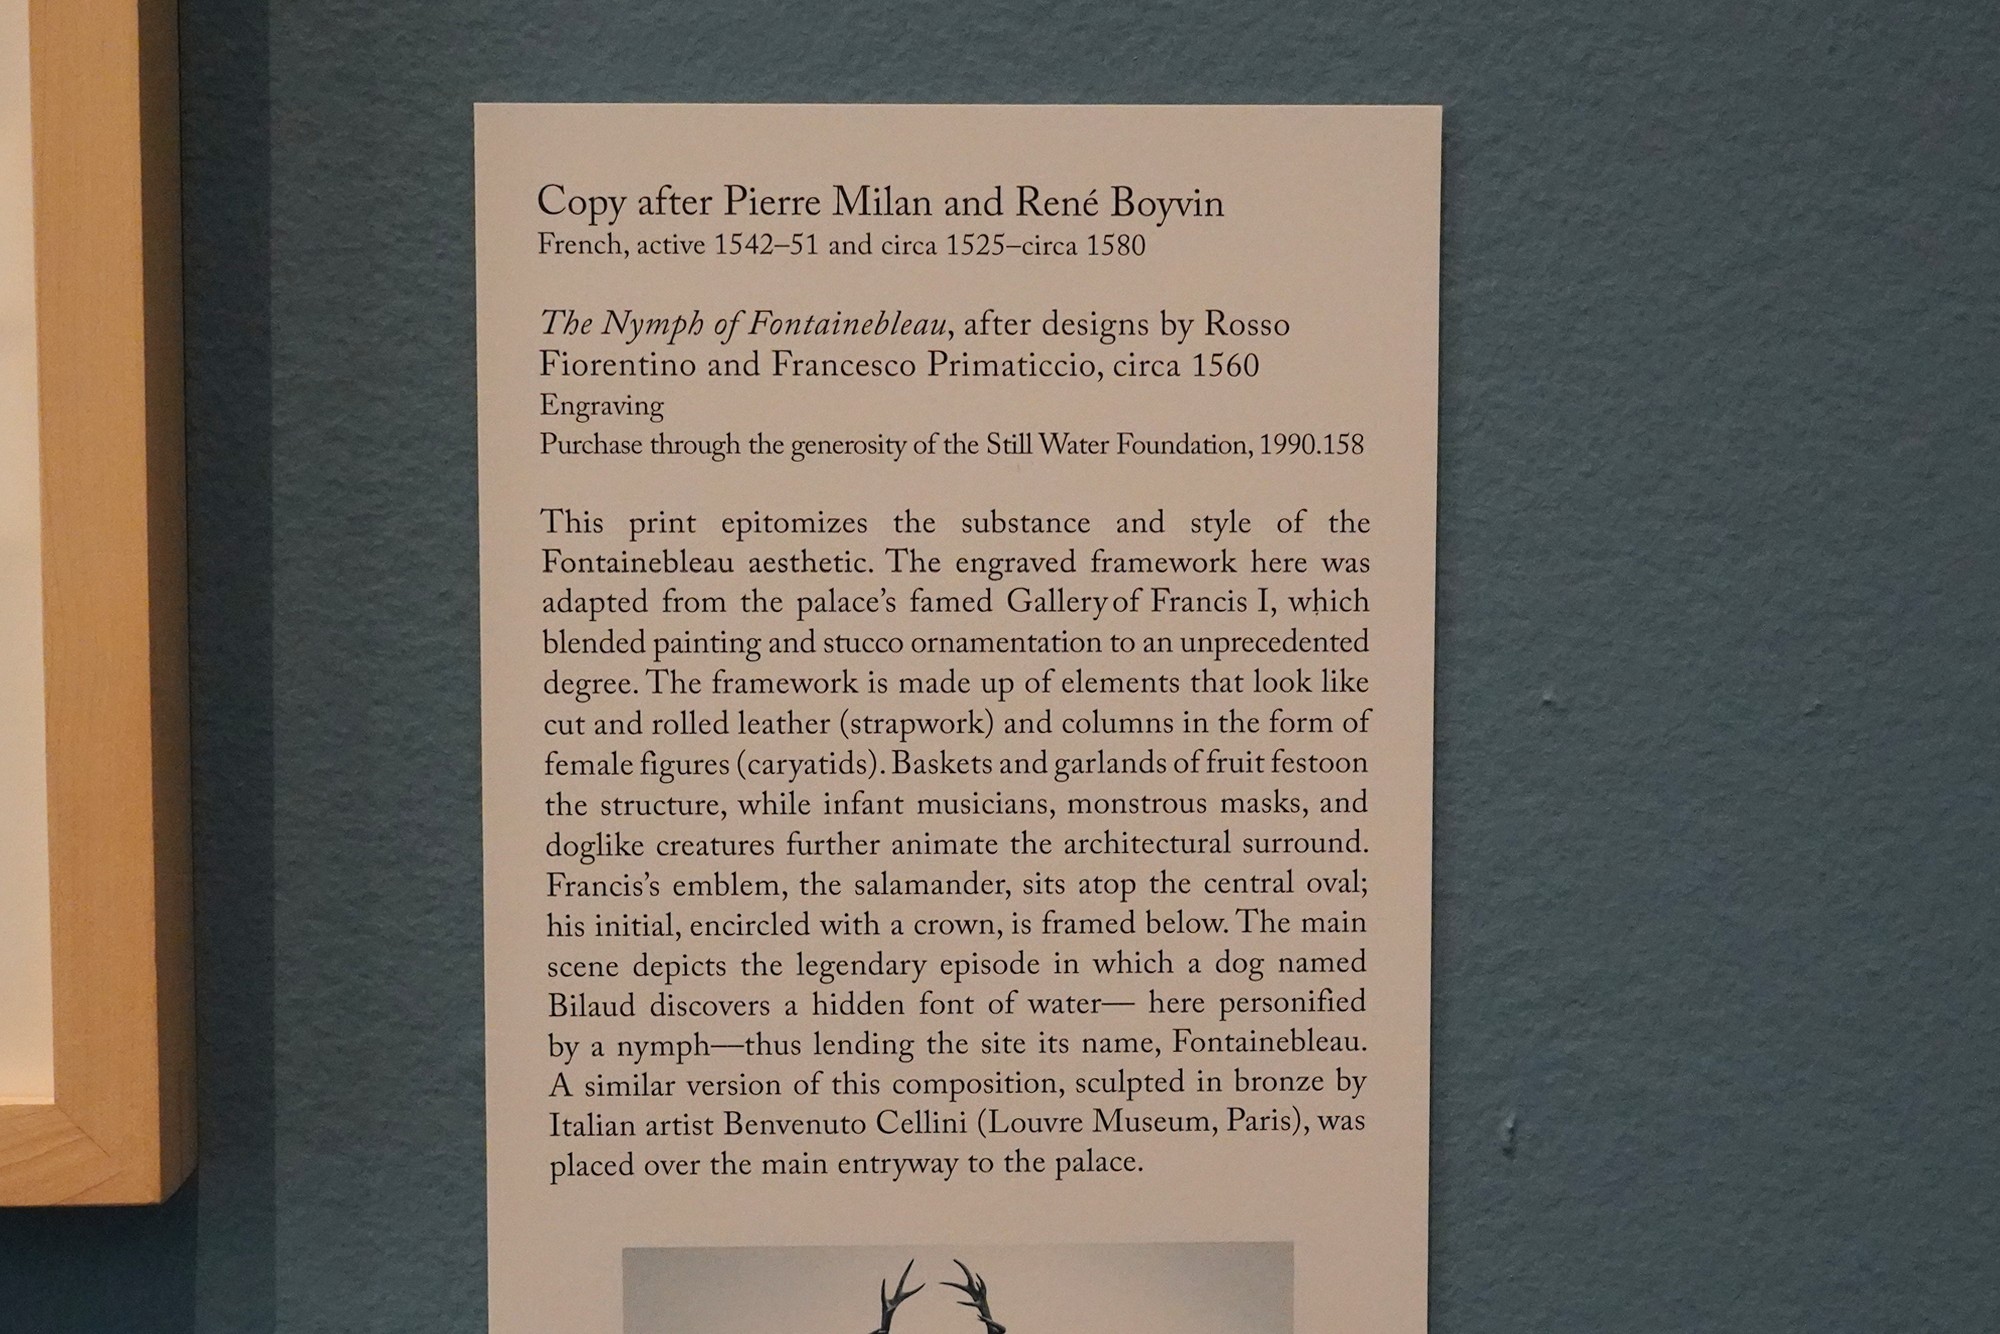 Copy after Pierre Milan and René Boyvin
French, active 1542–51 and circa 1525–circa 1580
The Nymph of Fontainebleau, after designs by Rosso
Fiorentino and Francesco Primaticcio, circa 1560
Engraving
Purchase through the generosity of the Still Water Foundation, 1990.158
This print epitomizes the substance and style of the
Fontainebleau aesthetic. The engraved framework here was
adapted from the palace’s famed Gallery of Francis I, which
blended painting and stucco ornamentation to an unprecedented
degree. The framework is made up of elements that look like
cut and rolled leather (strapwork) and columns in the form of
female figures (caryatids). Baskets and garlands of fruit festoon
the structure, while infant musicians, monstrous masks, and
doglike creatures further animate the architectural surround.
Francis’s emblem, the salamander, sits atop the central oval;
his initial, encircled with a crown, is framed below. The main
scene depicts the legendary episode in which a dog named
Bilaud discovers a hidden font of water— here personified
by a nymph—thus lending the site its name, Fontainebleau.
A similar version of this composition, sculpted in bronze by
Italian artist Benvenuto Cellini (Louvre Museum, Paris), was
placed over the main entryway to the palace.